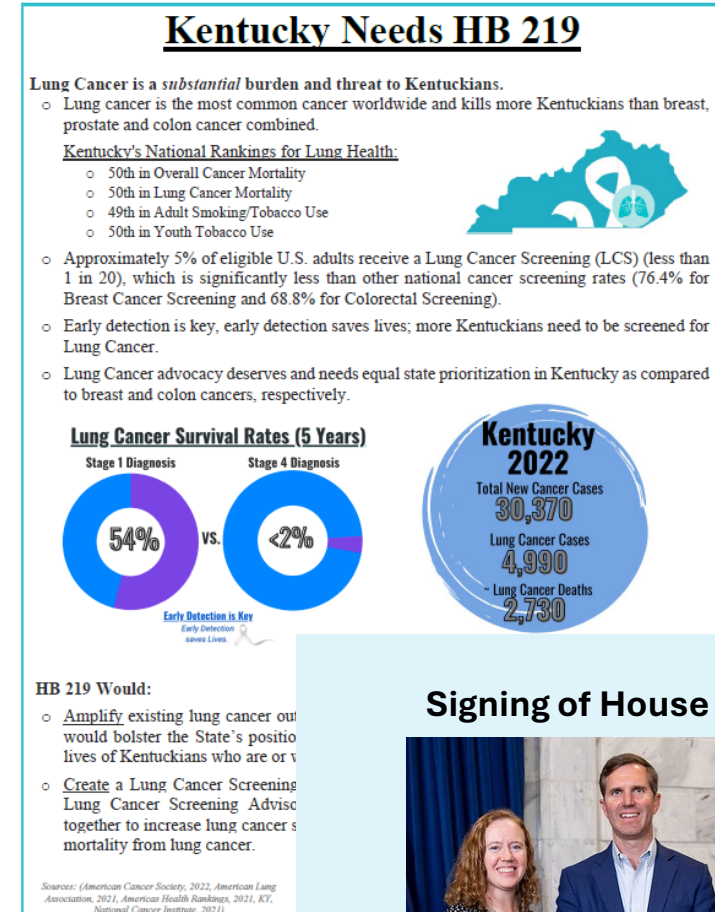 Kentucky Needs HB 219
Lung Cancer is a substantial burden and threat to Kentuckians.
o Lung cancer is the most common cancer worldwide and kills more Kentuckians than breast,
prostate and colon cancer combined.
Kentucky's National Rankings for Lung Health:
o 50th in Overall Cancer Mortality
o 50th in Lung Cancer Mortality
o 49th in Adult Smoking/Tobacco Use
o 50th in Youth Tobacco Use
o Approximately 5% of eligible U.S. adults receive a Lung Cancer Screening (LCS) (less than
1 in 20), which is significantly less than other national cancer screening rates (76.4% for
Breast Cancer Screening and 68.8% for Colorectal Screening).
o Early detection is key, early detection saves lives; more Kentuckians need to be screened for
Lung Cancer.
o Lung Cancer advocacy deserves and needs equal state prioritization in Kentucky as compared
to breast and colon cancers, respectively.
Lung Cancer Survival Rates (5 Years)
Stage 1 Diagnosis
Stage 4 Diagnosis
54%
VS.
<2%
Early Detection is Key
Early Detection
saves Lives.
Kentucky
2022
Total New Cancer Cases
30,370
Lung Cancer Cases
4,990
~ Lung Cancer Deaths
2,730
HB 219 Would:
o Amplify existing lung cancer out
would bolster the State's positio
lives of Kentuckians who are or
o Create a Lung Cancer Screening
Lung Cancer Screening Adviso
together to increase lung cancer s
mortality from lung cancer.
Sources: (American Cancer Society, 2022, American Lung
Association, 2021, Americas Health Rankings, 2021, KY,
National Cancer Institute, 2021)
Signing of House